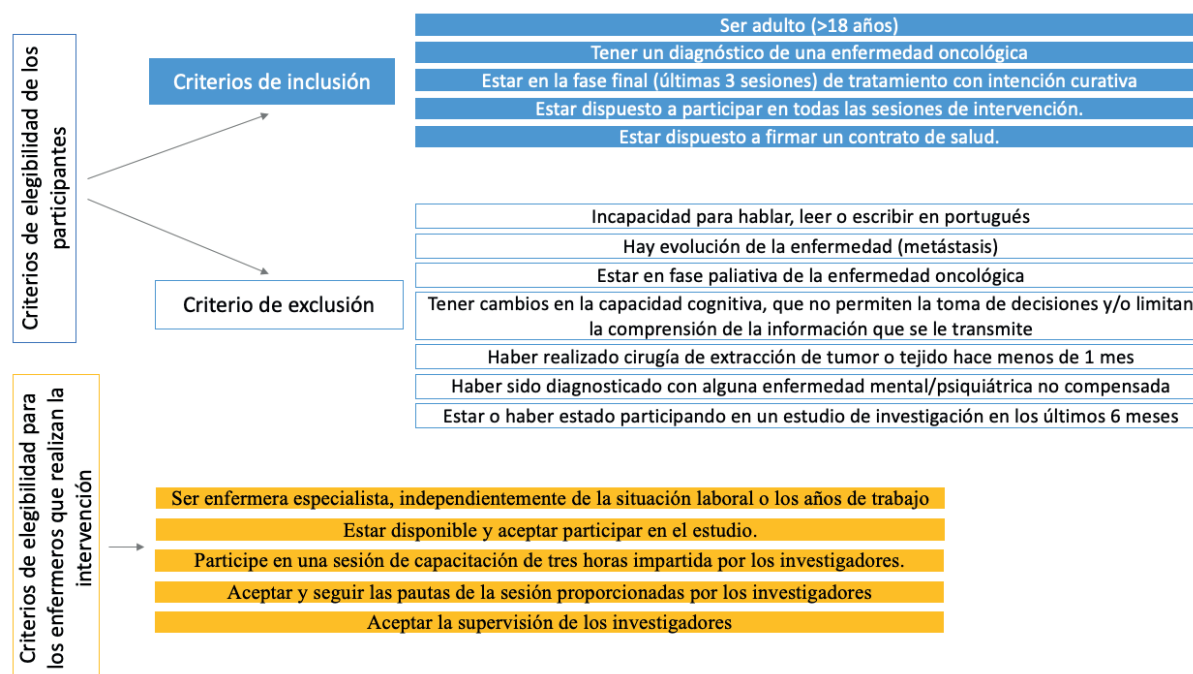 Criterios de elegibilidad de los
participantes
Criterios de inclusión
Ser adulto (>18 años)
Tener un diagnóstico de una enfermedad oncológica
Estar en la fase final (últimas 3 sesiones) de tratamiento con intención curativa
Estar dispuesto a participar en todas las sesiones de intervención.
Estar dispuesto a firmar un contrato de salud.
Criterio de exclusión
Incapacidad para hablar, leer o escribir en portugués
Hay evolución de la enfermedad (metástasis)
Estar en fase paliativa de la enfermedad oncológica
Tener cambios en la capacidad cognitiva, que no permiten la toma de decisiones y/o limitan
la comprensión de la información que se le transmite
Haber realizado cirugía de extracción de tumor o tejido hace menos de 1 mes
Haber sido diagnosticado con alguna enfermedad mental/psiquiátrica no compensada
Estar o haber estado participando en un estudio de investigación en los últimos 6 meses
Criterios de elegibilidad para
los enfermeros que realizan la
intervención
Ser enfermera especialista, independientemente de la situación laboral o los años de trabajo
Estar disponible y aceptar participar en el estudio.
Participe en una sesión de capacitación de tres horas impartida por los investigadores.
Aceptar y seguir las pautas de la sesión proporcionadas por los investigadores
Aceptar la supervisión de los investigadores